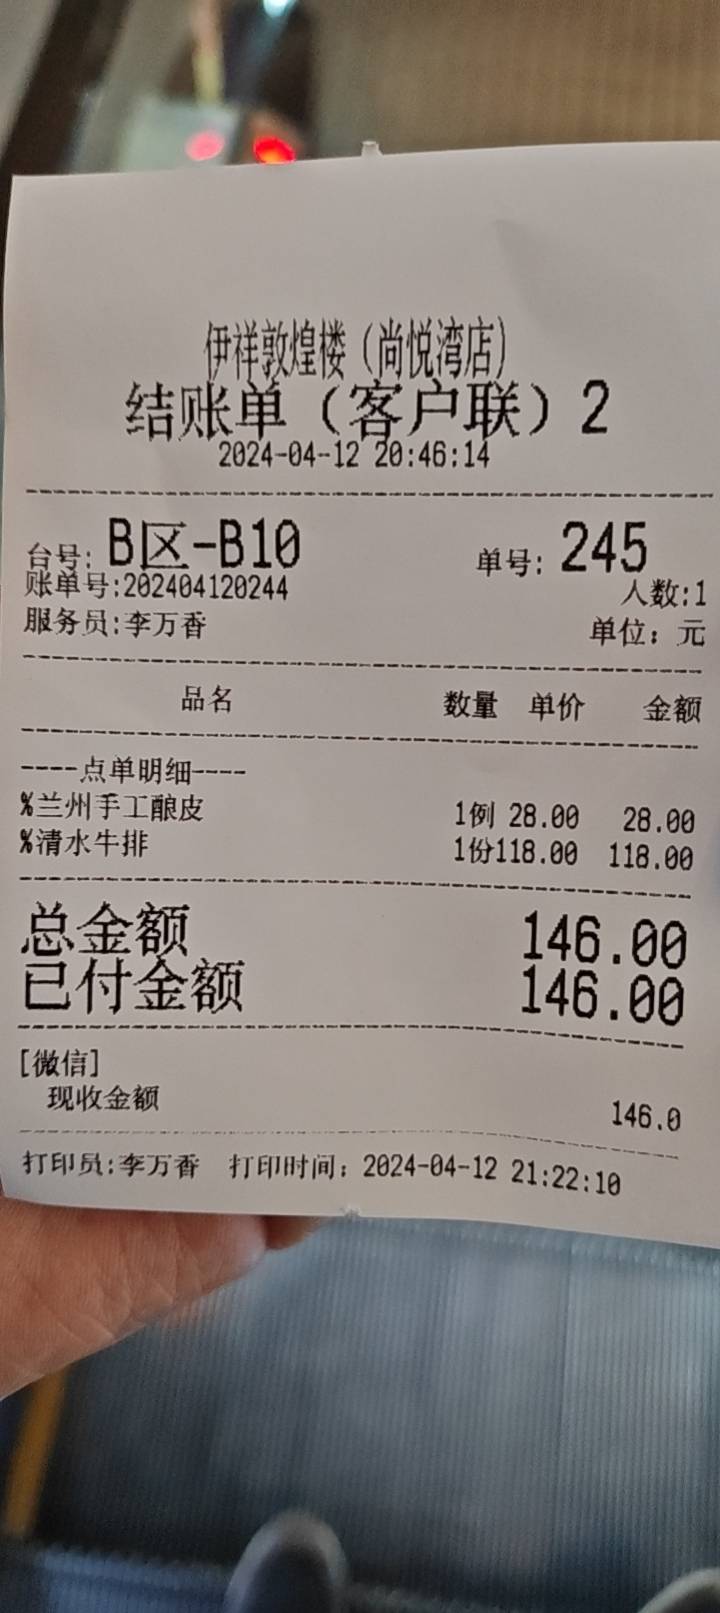 伊祥敦煌楼（尚悦湾店）
结账单（客户联）2
2024-04-12 20:46:14
台号: B区-B10 单号: 245
账单号:202404120244 人数:1
服务员:李万香 单位：元
品名 数量 单价 金额
----点单明细----
%兰州手工酿皮 1例 28.00 28.00
%清水牛排 1份118.00 118.00
总金额 146.00
已付金额 146.00
[微信]
现收金额 146.0
打印员:李万香 打印时间：2024-04-12 21:22:10